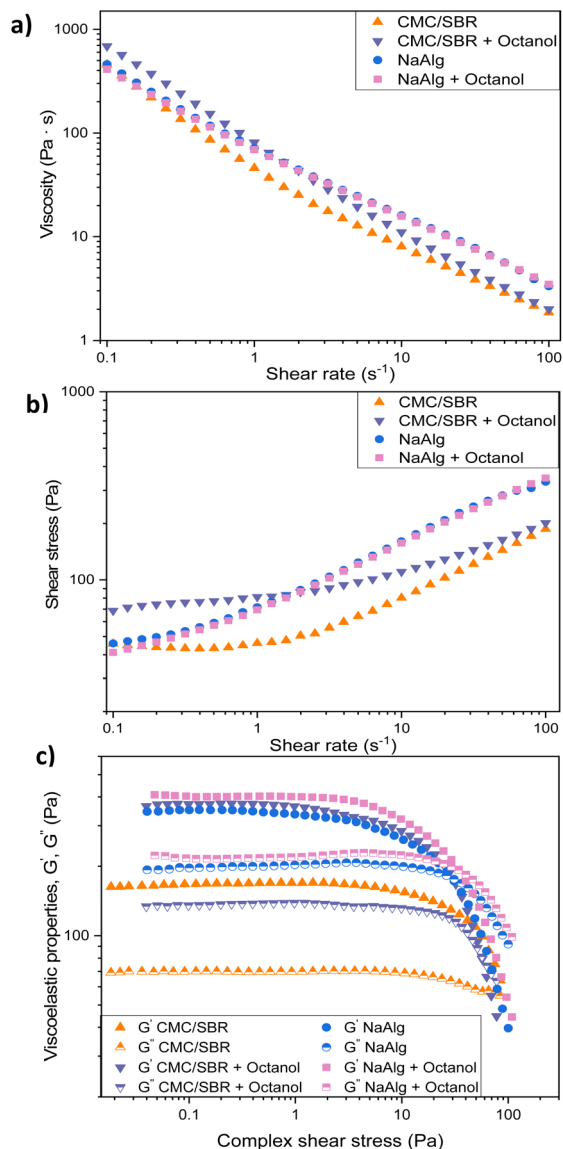 a)
1000
100
10
1
Viscosity (Pa · s)
CMC/SBR
CMC/SBR + Octanol
NaAlg
NaAlg + Octanol
0.1 1 10 100
Shear rate (s⁻¹)
b)
1000
100
Shear stress (Pa)
CMC/SBR
CMC/SBR + Octanol
NaAlg
NaAlg + Octanol
0.1 1 10 100
Shear rate (s⁻¹)
c)
100
Viscoelastic properties, G', G'' (Pa)
G' CMC/SBR
G'' CMC/SBR
G' CMC/SBR + Octanol
G'' CMC/SBR + Octanol
G' NaAlg
G'' NaAlg
G' NaAlg + Octanol
G'' NaAlg + Octanol
0.1 1 10 100
Complex shear stress (Pa)